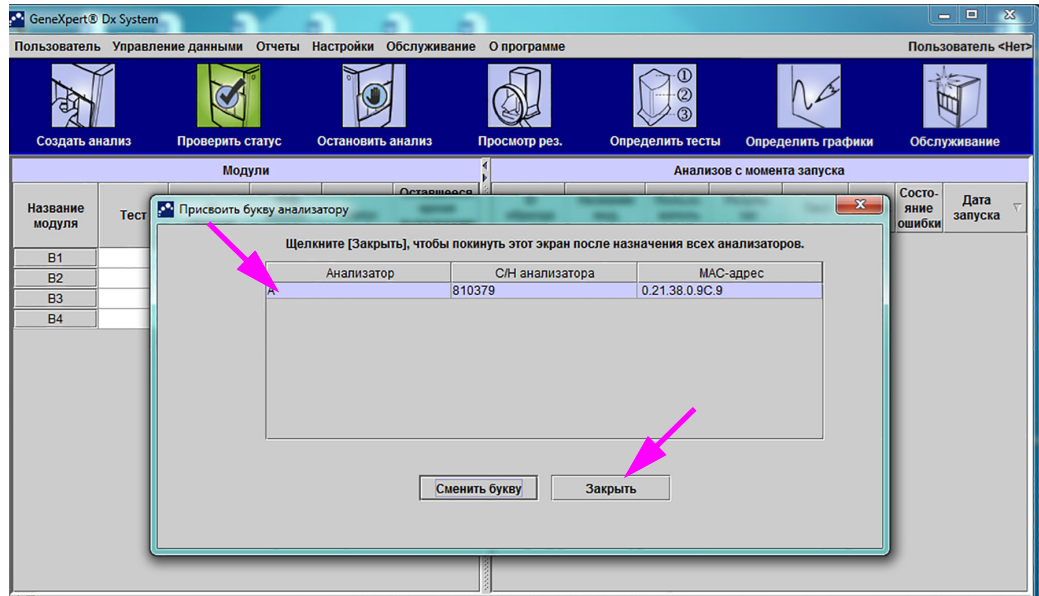 GeneXpert® Dx System
Пользователь Управление данными Отчеты Настройки Обслуживание О программе Пользователь <Нет>
Создать анализ Проверить статус Остановить анализ Просмотр рез. Определить тесты Определить графики Обслуживание
Модули Анализов с момента запуска
Название модуля Тест Оставшееся Состо-яние ошибки Дата запуска
Присвоить букву анализатору
Щелкните [Закрыть], чтобы покинуть этот экран после назначения всех анализаторов.
Анализатор С/Н анализатора MAC-адрес
A 810379 0.21.38.0.9C.9
B1
B2
B3
B4
Сменить букву Закрыть